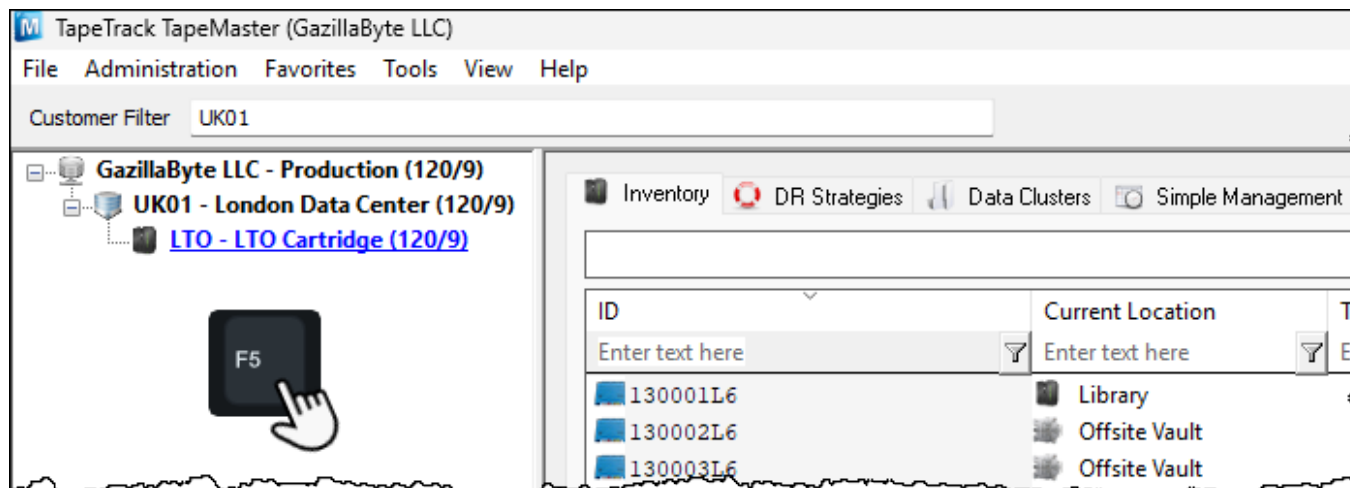 TapeTrack TapeMaster (GazillaByte LLC)
File Administration Favorites Tools View Help
Customer Filter UK01
GazillaByte LLC - Production (120/9)
UK01 - London Data Center (120/9)
LTO - LTO Cartridge (120/9)
F5
Inventory DR Strategies Data Clusters Simple Management
ID Current Location
Enter text here Enter text here
130001L6 Library
130002L6 Offsite Vault
130003L6 Offsite Vault